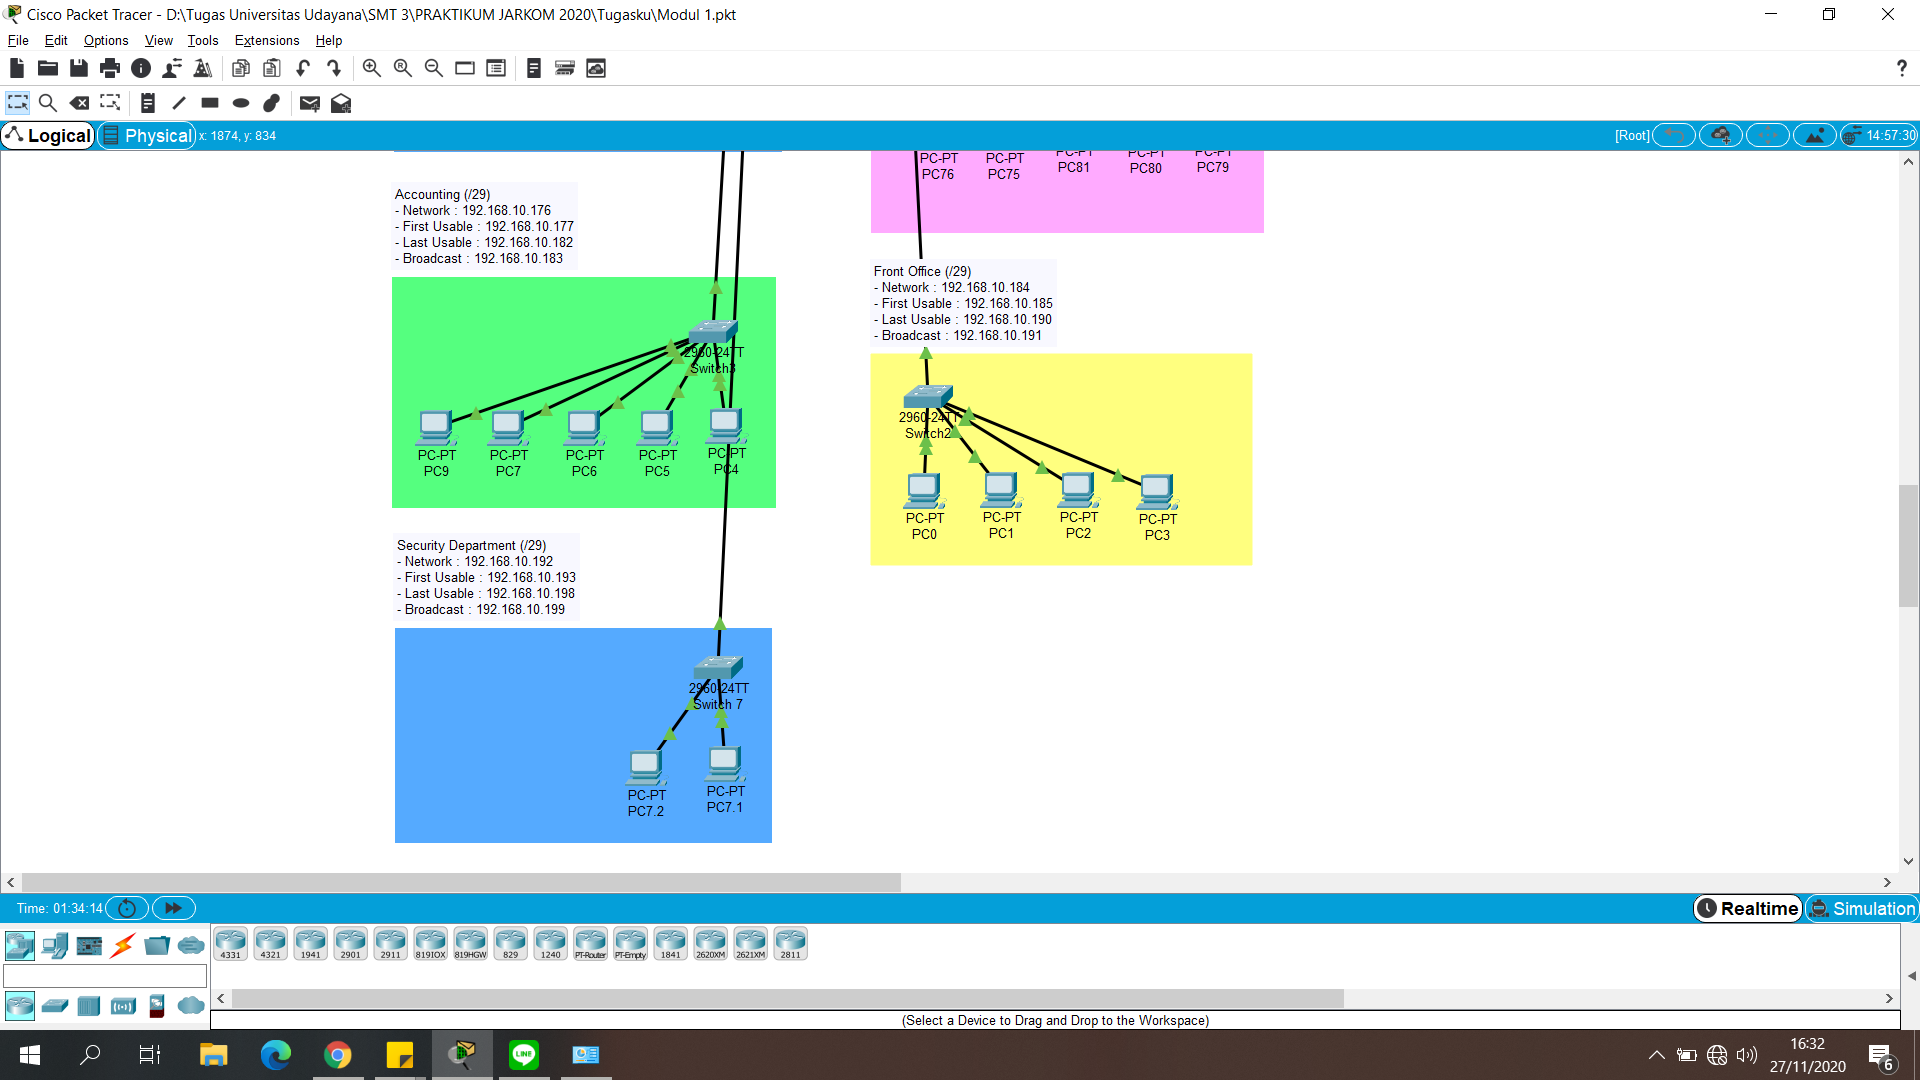 Cisco Packet Tracer - D:\Tugas Universitas Udayana\SMT 3\PRAKTIKUM JARKOM 2020\Tugasku\Modul 1.pkt
File Edit Options View Tools Extensions Help
Logical Physical x: 1874, y: 834 [Root] 14:57:30
PC-PT PC-PT PC-PT PC-PT PC-PT
PC76 PC75 PC81 PC80 PC79
Accounting (/29)
- Network : 192.168.10.176
- First Usable : 192.168.10.177
- Last Usable : 192.168.10.182
- Broadcast : 192.168.10.183
Front Office (/29)
- Network : 192.168.10.184
- First Usable : 192.168.10.185
- Last Usable : 192.168.10.190
- Broadcast : 192.168.10.191
2960-24TT
Switch3
PC-PT PC-PT PC-PT PC-PT PC-PT
PC9 PC7 PC6 PC5 PC4
2960-24TT
Switch2
PC-PT PC-PT PC-PT PC-PT
PC0 PC1 PC2 PC3
Security Department (/29)
- Network : 192.168.10.192
- First Usable : 192.168.10.193
- Last Usable : 192.168.10.198
- Broadcast : 192.168.10.199
2960-24TT
Switch 7
PC-PT PC-PT
PC7.2 PC7.1
Time: 01:34:14 Realtime Simulation
4331 4321 1941 2901 2911 819IOX 819HGW 829 1240 PT-Router PT-Empty 1841 2620XM 2621XM 2811
(Select a Device to Drag and Drop to the Workspace)
LINE
16:32
27/11/2020
6